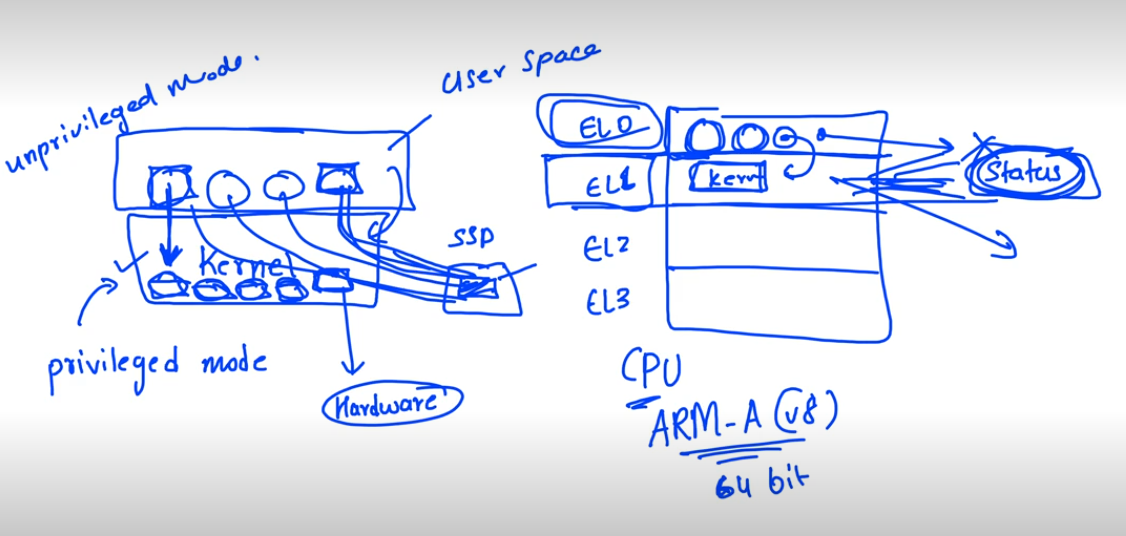 unprivileged mode.
user space
Kernel
SSD
privileged mode
Hardware
EL0
EL1
kern
Status
EL2
EL3
CPU
ARM-A (v8)
64 bit